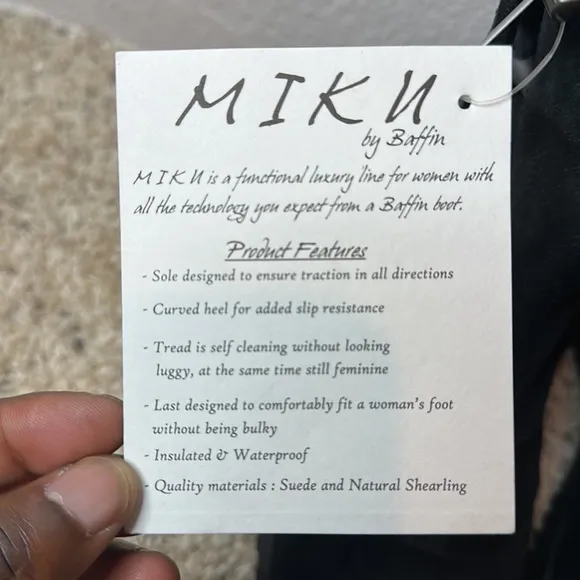 MIKU
by Baffin
MIKU is a functional luxury line for women with
all the technology you expect from a Baffin boot.
Product Features
- Sole designed to ensure traction in all directions
- Curved heel for added slip resistance
- Tread is self cleaning without looking
luggy, at the same time still feminine
- Last designed to comfortably fit a woman's foot
without being bulky
- Insulated & Waterproof
- Quality materials : Suede and Natural Shearling